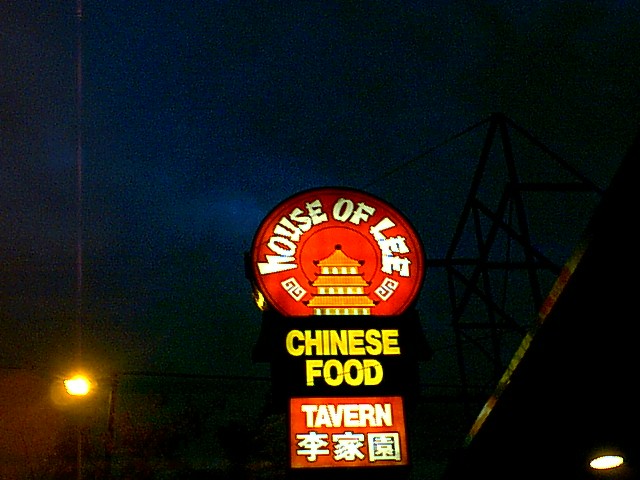 HOUSE OF LEE
CHINESE
FOOD
TAVERN
李家園